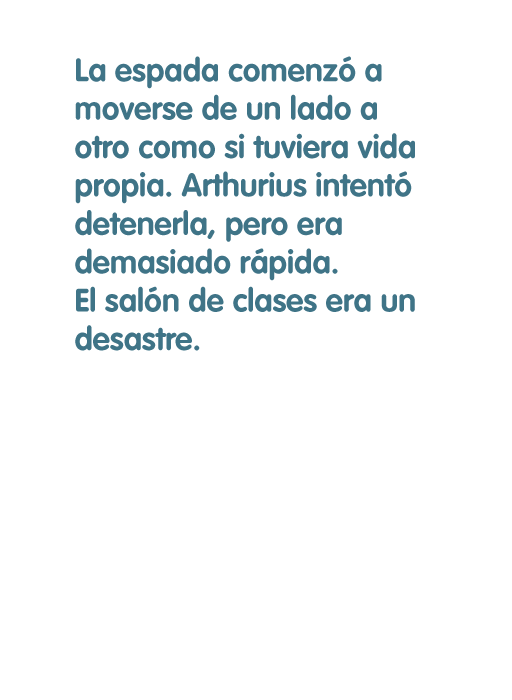 La espada comenzó a
moverse de un lado a
otro como si tuviera vida
propia. Arthurius intentó
detenerla, pero era
demasiado rápida.
El salón de clases era un
desastre.